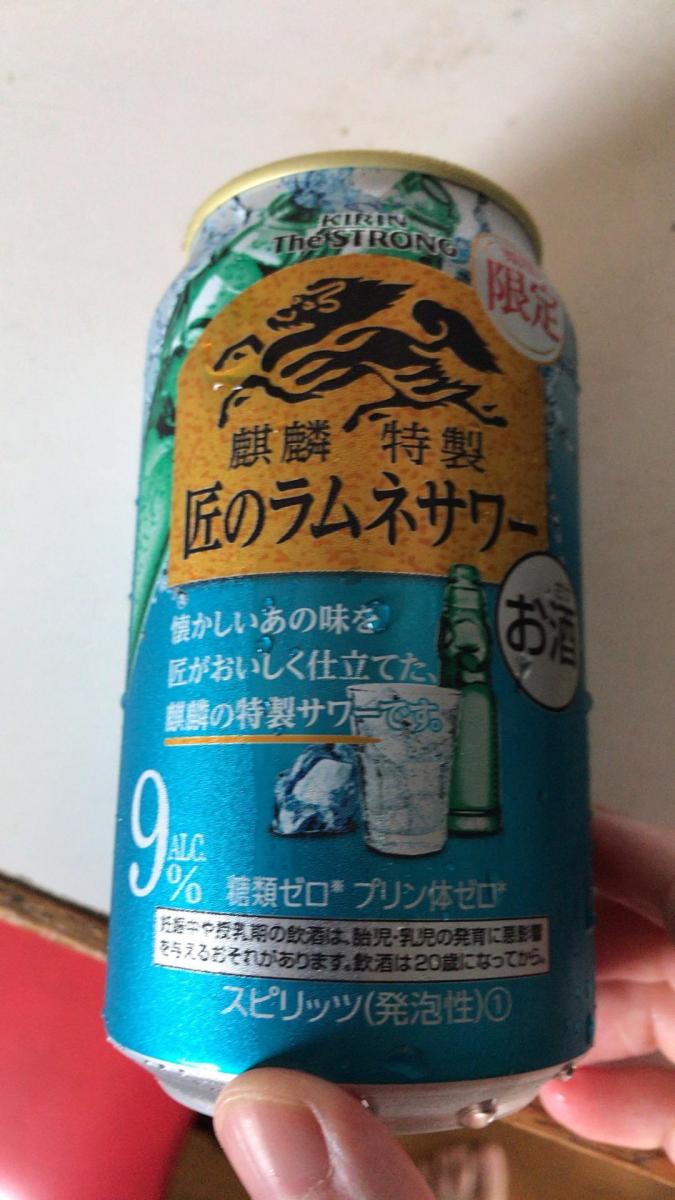 KIRIN
The STRONG
限定
麒麟 特製
匠のラムネサワー
お酒
懐かしいあの味を
匠がおいしく仕立てた、
麒麟の特製サワーです。
9 ALC. %
糖類ゼロ※ プリン体ゼロ※
妊娠中や授乳期の飲酒は、胎児・乳児の発育に悪影響
を与えるおそれがあります。飲酒は20歳になってから。
スピリッツ(発泡性)①